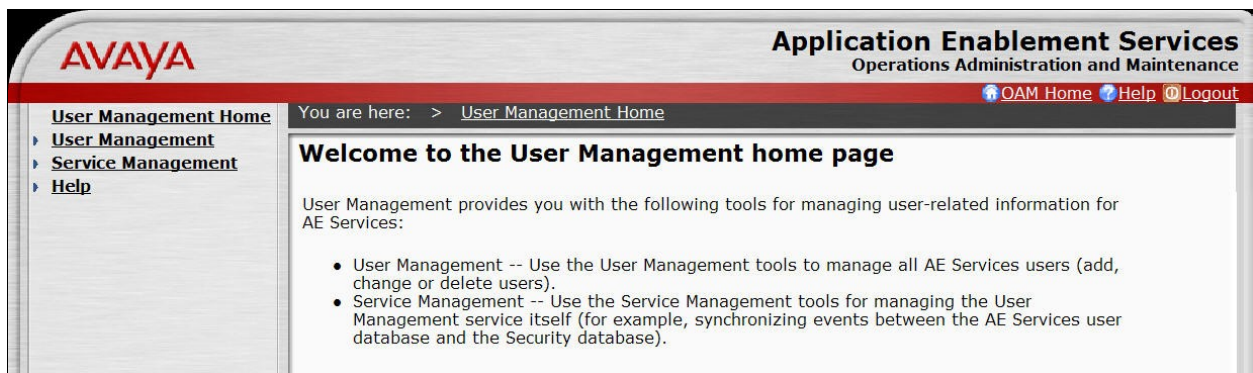 AVAYA
Application Enablement Services
Operations Administration and Maintenance
OAM Home Help Logout
User Management Home
User Management
Service Management
Help
You are here: > User Management Home
Welcome to the User Management home page
User Management provides you with the following tools for managing user-related information for
AE Services:
● User Management -- Use the User Management tools to manage all AE Services users (add,
change or delete users).
● Service Management -- Use the Service Management tools for managing the User
Management service itself (for example, synchronizing events between the AE Services user
database and the Security database).